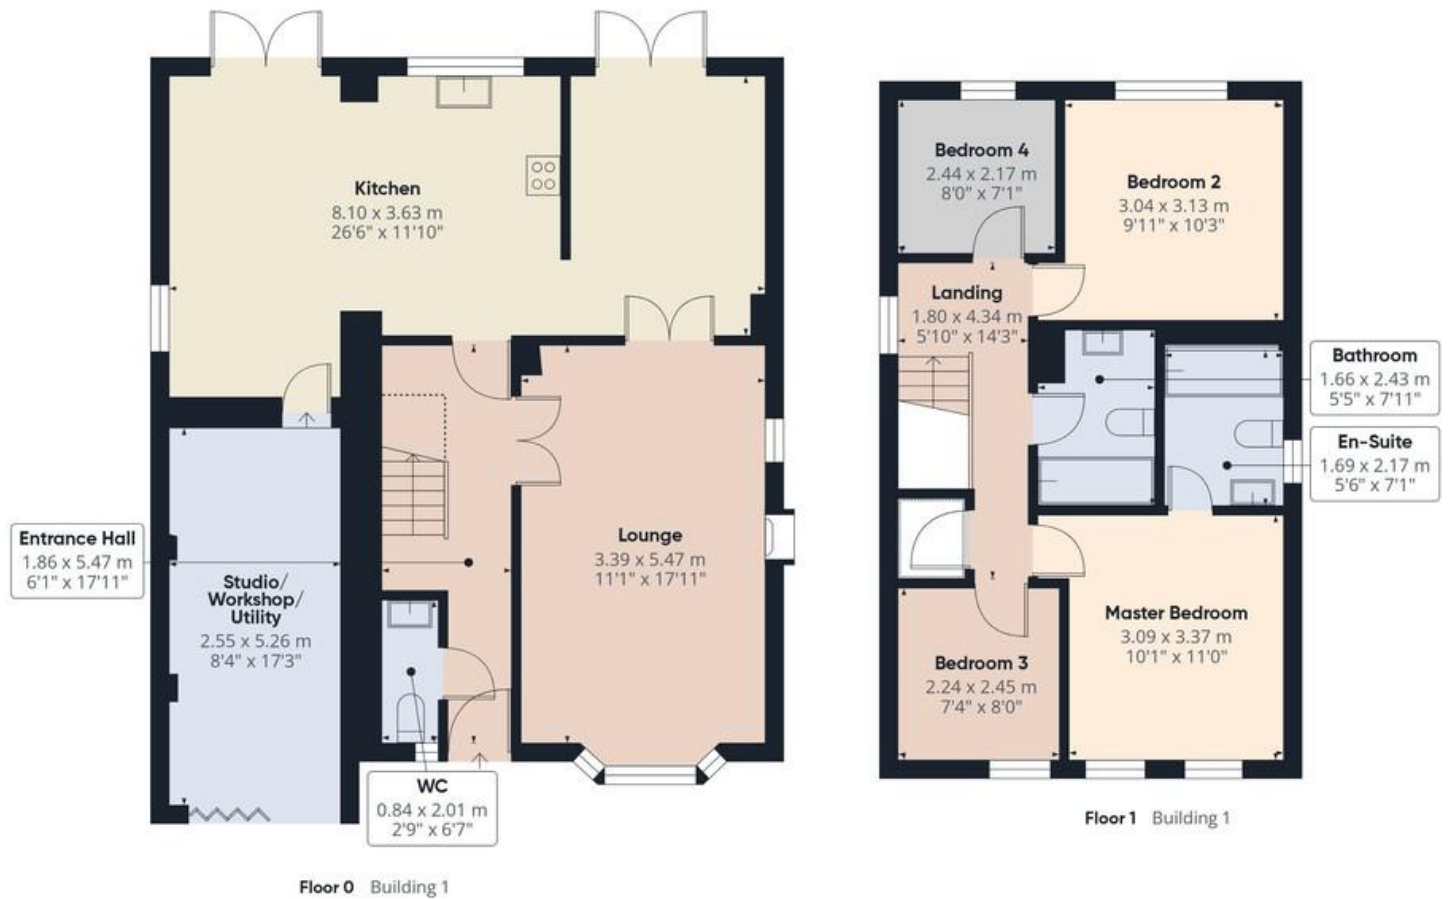 Kitchen
8.10 x 3.63 m
26'6" x 11'10"
Entrance Hall
1.86 x 5.47 m
6'1" x 17'11"
Studio/
Workshop/
Utility
2.55 x 5.26 m
8'4" x 17'3"
Lounge
3.39 x 5.47 m
11'1" x 17'11"
WC
0.84 x 2.01 m
2'9" x 6'7"
Floor 0 Building 1
Bedroom 4
2.44 x 2.17 m
8'0" x 7'1"
Bedroom 2
3.04 x 3.13 m
9'11" x 10'3"
Landing
1.80 x 4.34 m
5'10" x 14'3"
Bathroom
1.66 x 2.43 m
5'5" x 7'11"
En-Suite
1.69 x 2.17 m
5'6" x 7'1"
Master Bedroom
3.09 x 3.37 m
10'1" x 11'0"
Bedroom 3
2.24 x 2.45 m
7'4" x 8'0"
Floor 1 Building 1